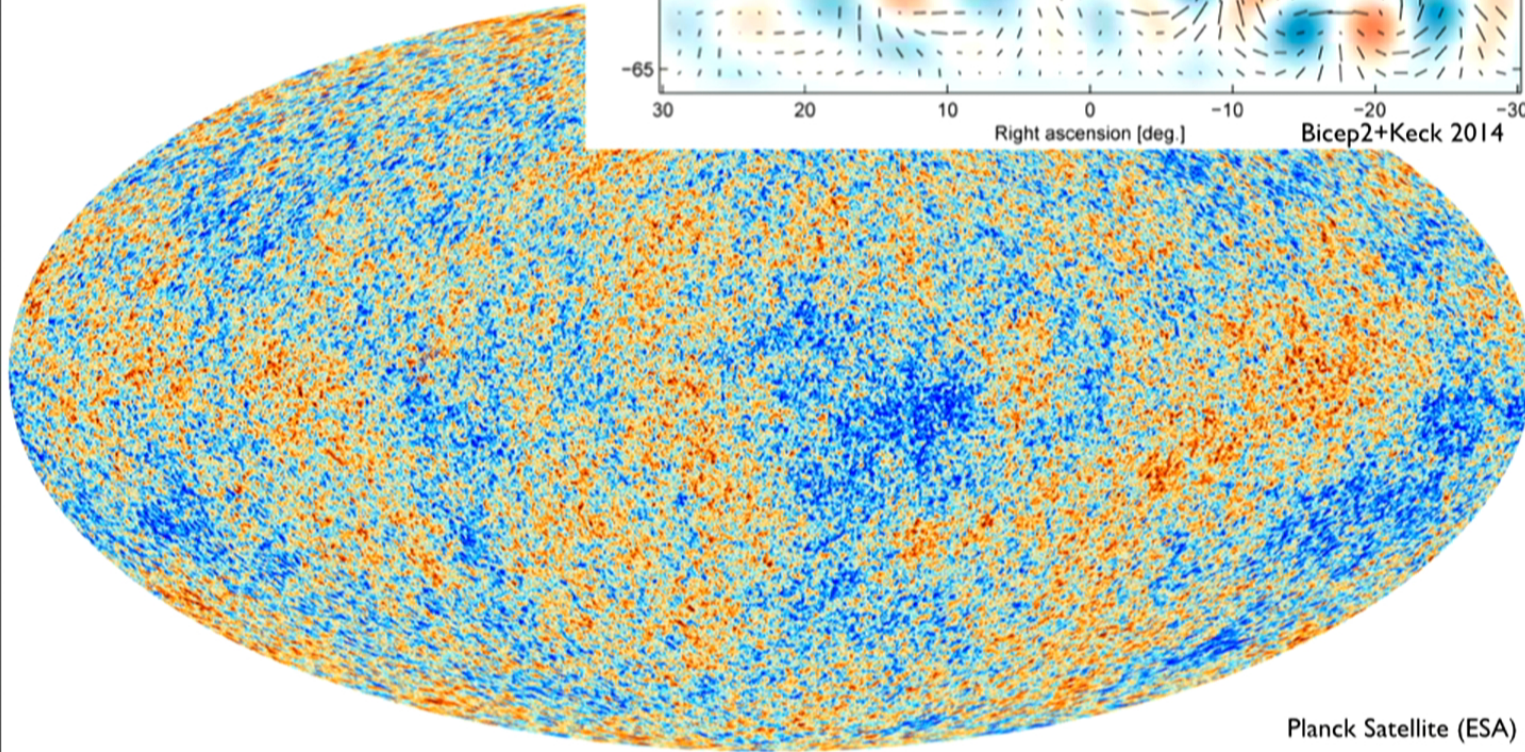 −65
30 20 10 0 −10 −20 −30
Right ascension [deg.]
Bicep2+Keck 2014
Planck Satellite (ESA)